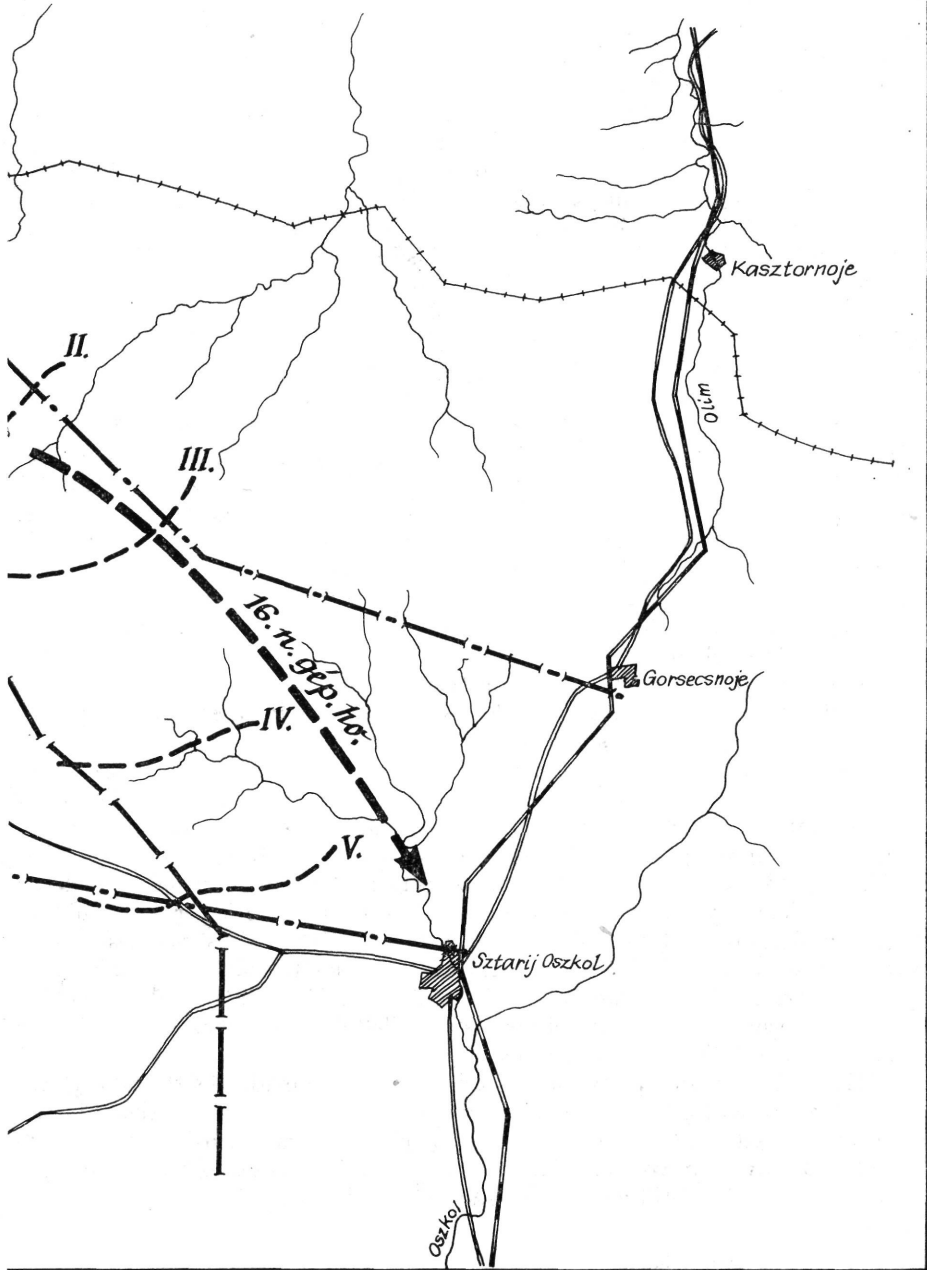 Kasztornoje
II.
Olim
III.
16. n. gép. ho.
Gorsecsnoje
IV.
V.
Sztarij Oszkol
Oszkol